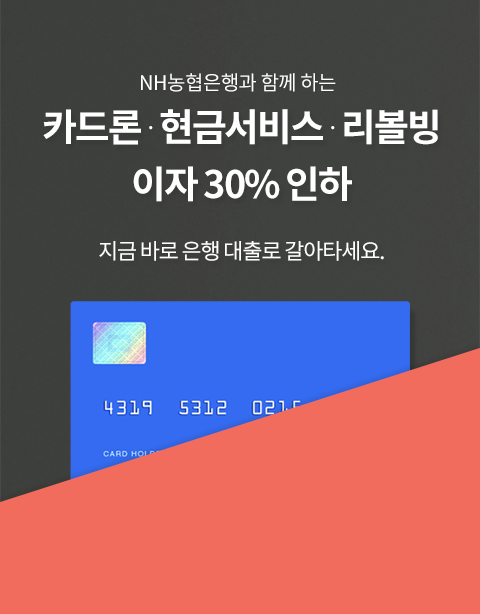 NH농협은행과 함께 하는
카드론·현금서비스·리볼빙
이자 30% 인하
지금 바로 은행 대출로 갈아타세요.
4319 5312
CARD